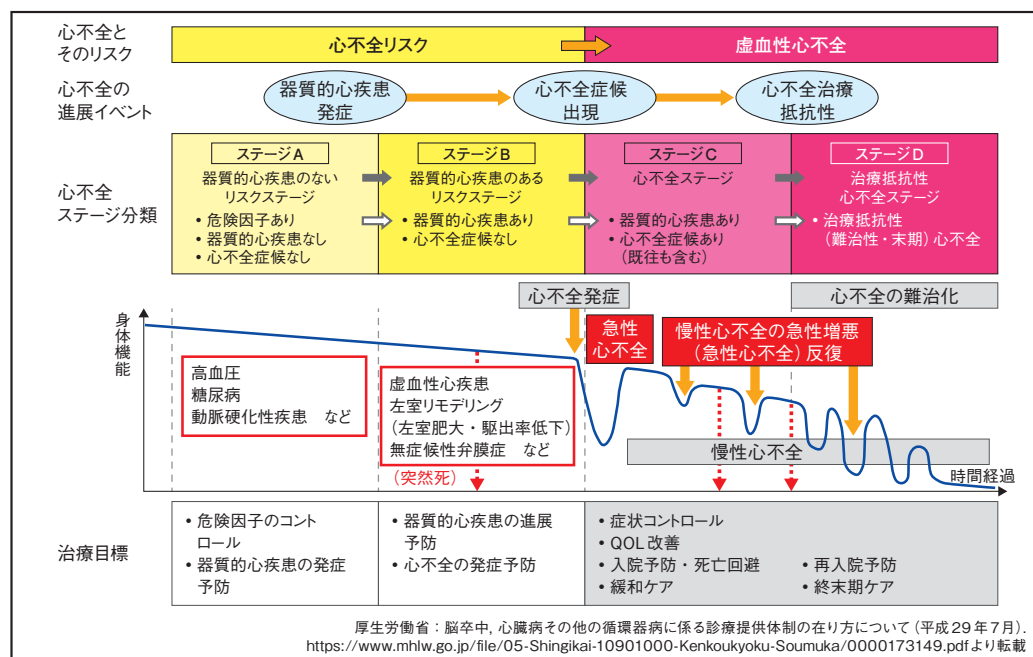 心不全と
そのリスク
心不全リスク
虚血性心不全
心不全の
進展イベント
器質的心疾患
発症
心不全症候
出現
心不全治療
抵抗性
心不全
ステージ分類
ステージA
器質的心疾患のない
リスクステージ
• 危険因子あり
• 器質的心疾患なし
• 心不全症候なし
ステージB
器質的心疾患のある
リスクステージ
• 器質的心疾患あり
• 心不全症候なし
ステージC
心不全ステージ
• 器質的心疾患あり
• 心不全症候あり
(既往も含む)
ステージD
治療抵抗性
心不全ステージ
• 治療抵抗性
(難治性・末期)心不全
心不全発症
心不全の難治化
身体機能
急性
心不全
慢性心不全の急性増悪
(急性心不全)反復
高血圧
糖尿病
動脈硬化性疾患 など
虚血性心疾患
左室リモデリング
(左室肥大・駆出率低下)
無症候性弁膜症 など
(突然死)
慢性心不全
時間経過
治療目標
• 危険因子のコント
ロール
• 器質的心疾患の発症
予防
• 器質的心疾患の進展
予防
• 心不全の発症予防
• 症状コントロール
• QOL改善
• 入院予防・死亡回避
• 緩和ケア
• 再入院予防
• 終末期ケア
厚生労働省:脳卒中, 心臓病その他の循環器病に係る診療提供体制の在り方について(平成29年7月).
https://www.mhlw.go.jp/file/05-Shingikai-10901000-Kenkoukyoku-Soumuka/0000173149.pdfより転載